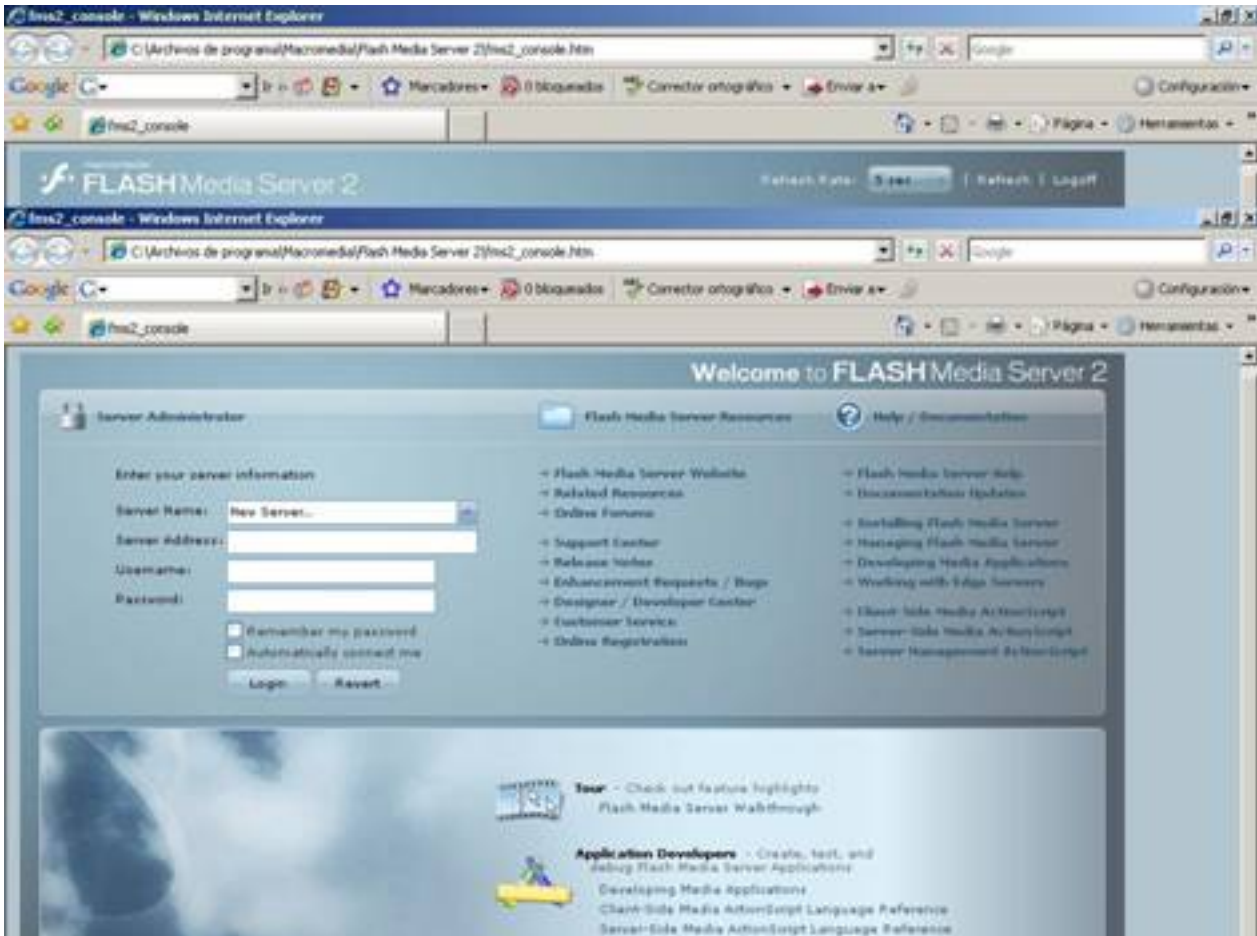 fms2_console - Windows Internet Explorer
C:\Archivos de programa\Macromedia\Flash Media Server 2\fms2_console.htm
Google
Google G Ir Marcadores 0 bloqueados Corrector ortográfico Enviar a Configuración
fms2_console Página Herramientas
FLASH Media Server 2 Refresh Rate: 5 sec | Refresh | Logoff
fms2_console - Windows Internet Explorer
C:\Archivos de programa\Macromedia\Flash Media Server 2\fms2_console.htm
Google
Google G Ir Marcadores 0 bloqueados Corrector ortográfico Enviar a Configuración
fms2_console Página Herramientas
Welcome to FLASH Media Server 2
Server Administrator
Enter your server information
Server Name: New Server...
Server Address:
Username:
Password:
Remember my password
Automatically connect me
Login Revert
Flash Media Server Resources
Flash Media Server Website
Related Resources
Online Forums
Support Center
Release Notes
Enhancement Requests / Bugs
Designer / Developer Center
Customer Service
Online Registration
Help / Documentation
Flash Media Server Help
Documentation Updates
Installing Flash Media Server
Managing Flash Media Server
Developing Media Applications
Working with Edge Servers
Client-Side Media ActionScript
Server-Side Media ActionScript
Server Management ActionScript
Tour - Check out feature highlights
Flash Media Server Walkthrough
Application Developers - Create, test, and
debug Flash Media Server Applications
Developing Media Applications
Client-Side Media ActionScript Language Reference
Server-Side Media ActionScript Language Reference